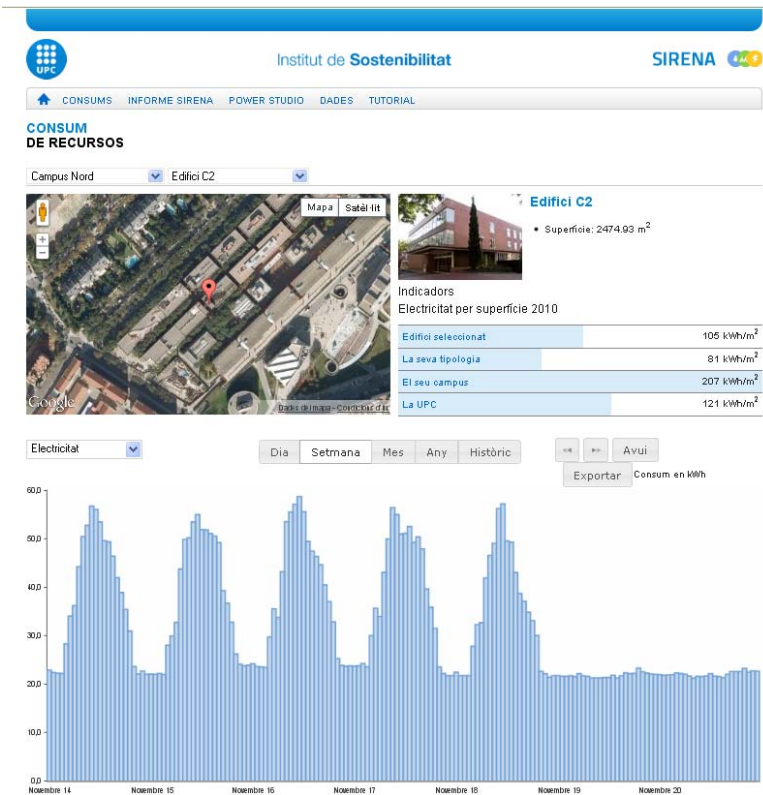 UPC
Institut de Sostenibilitat
SIRENA
CONSUMS INFORME SIRENA POWER STUDIO DADES TUTORIAL
CONSUM
DE RECURSOS
Campus Nord Edifici C2
Mapa Satèl·lit
Google
Dades del mapa - Condicions d'ús
Edifici C2
• Superfície: 2474.93 m²
Indicadors
Electricitat per superfície 2010
Edifici seleccionat 105 kWh/m²
La seva tipologia 81 kWh/m²
El seu campus 207 kWh/m²
La UPC 121 kWh/m²
Electricitat
Dia Setmana Mes Any Històric
Avui
Exportar Consum en kWh
60,0
50,0
40,0
30,0
20,0
10,0
0,0
Novembre 14 Novembre 15 Novembre 16 Novembre 17 Novembre 18 Novembre 19 Novembre 20